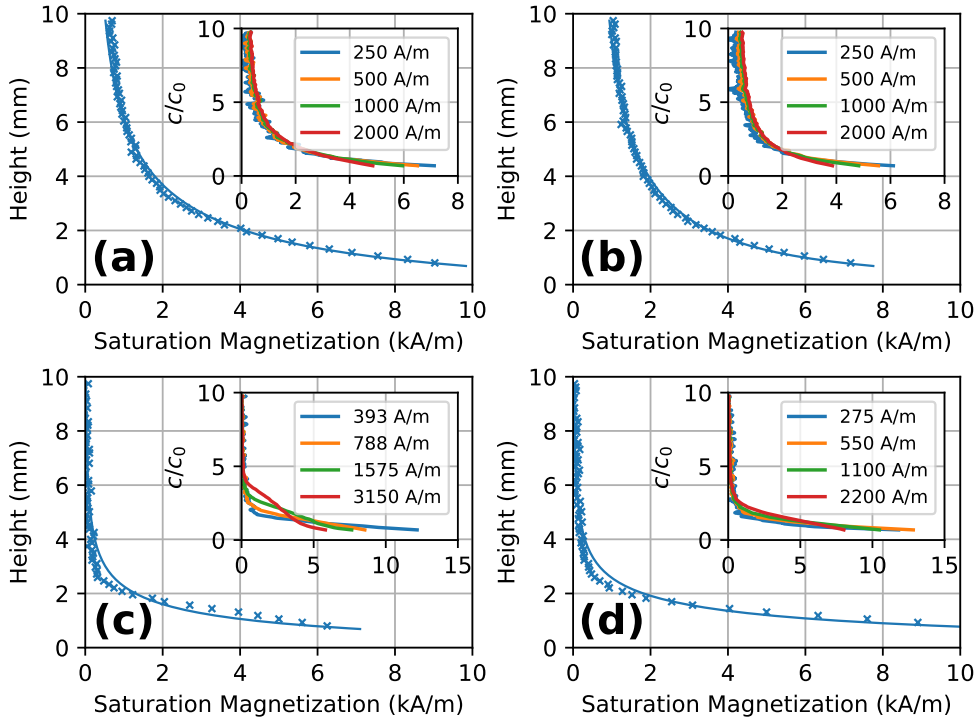 10
8
6
4
2
0
Height (mm)
0 2 4 6 8 10
Saturation Magnetization (kA/m)
(a)
10
5
0
c/c0
0 2 4 6 8
250 A/m
500 A/m
1000 A/m
2000 A/m
10
8
6
4
2
0
Height (mm)
0 2 4 6 8 10
Saturation Magnetization (kA/m)
(b)
10
5
0
c/c0
0 2 4 6 8
250 A/m
500 A/m
1000 A/m
2000 A/m
10
8
6
4
2
0
Height (mm)
0 2 4 6 8 10
Saturation Magnetization (kA/m)
(c)
10
5
0
c/c0
0 5 10 15
393 A/m
788 A/m
1575 A/m
3150 A/m
10
8
6
4
2
0
Height (mm)
0 2 4 6 8 10
Saturation Magnetization (kA/m)
(d)
10
5
0
c/c0
0 5 10 15
275 A/m
550 A/m
1100 A/m
2200 A/m